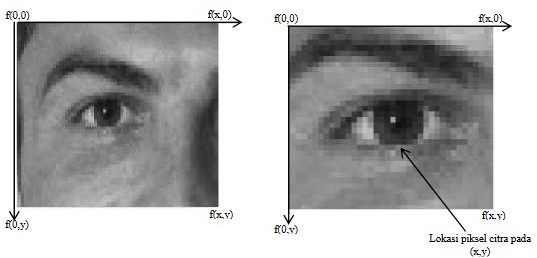 f(0,0)
f(x,0)
f(0,0)
f(x,0)
f(0,y)
f(x,y)
f(0,y)
f(x,y)
Lokasi piksel citra pada
(x,y)